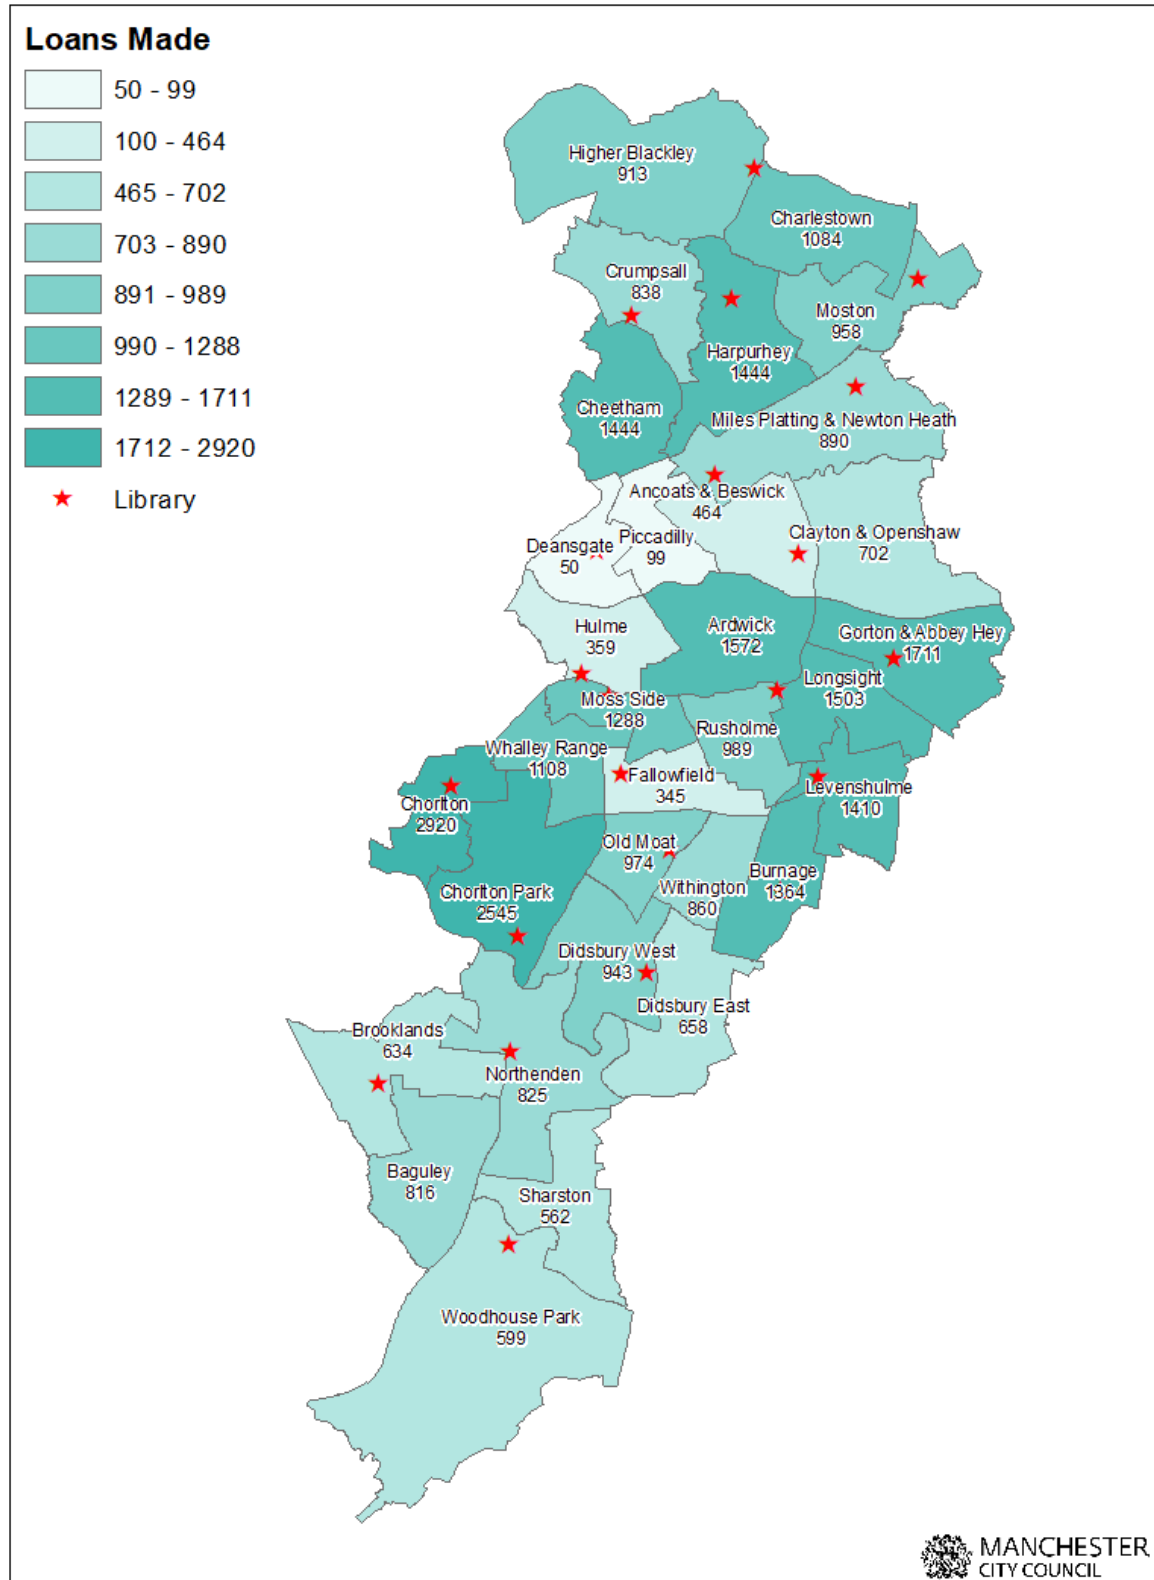 Loans Made
50 - 99
100 - 464
465 - 702
703 - 890
891 - 989
990 - 1288
1289 - 1711
1712 - 2920
Library
Higher Blackley
913
Charlestown
1084
Crumpsall
838
Moston
958
Harpurhey
1444
Cheetham
1444
Miles Platting & Newton Heath
890
Ancoats & Beswick
464
Clayton & Openshaw
702
Deansgate
50
Piccadilly
99
Hulme
359
Ardwick
1572
Gorton & Abbey Hey
1711
Longsight
1503
Moss Side
1288
Rusholme
989
Whalley Range
1108
Fallowfield
345
Levenshulme
1410
Chorlton
2920
Old Moat
974
Withington
860
Burnage
1364
Chorlton Park
2545
Didsbury West
943
Didsbury East
658
Brooklands
634
Northenden
825
Baguley
816
Sharston
562
Woodhouse Park
599
MANCHESTER
CITY COUNCIL